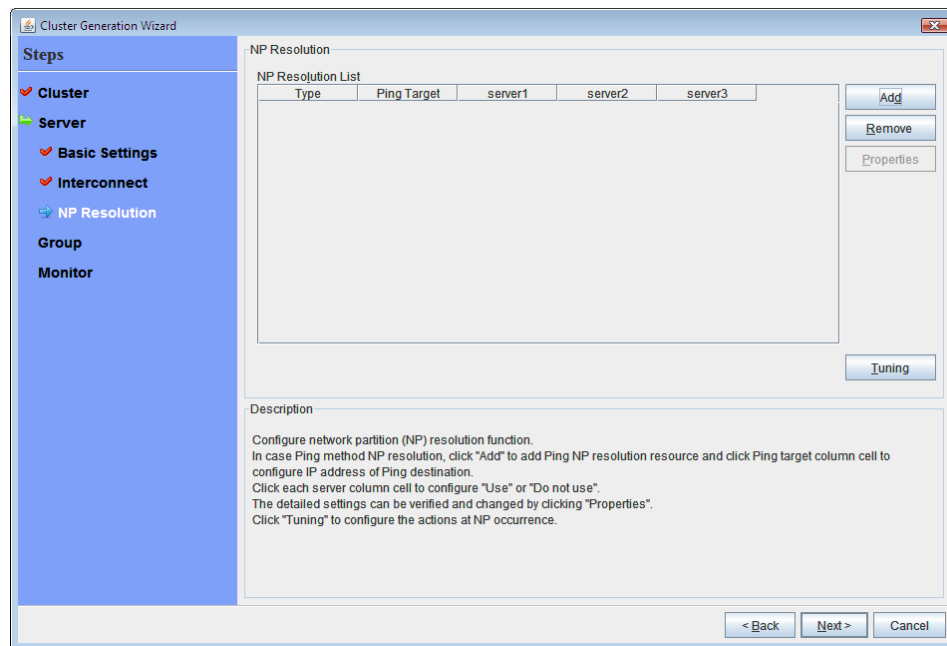 Cluster Generation Wizard
Steps
Cluster
Server
Basic Settings
Interconnect
NP Resolution
Group
Monitor
NP Resolution
NP Resolution List
Type Ping Target server1 server2 server3
Add
Remove
Properties
Tuning
Description
Configure network partition (NP) resolution function.
In case Ping method NP resolution, click "Add" to add Ping NP resolution resource and click Ping target column cell to
configure IP address of Ping destination.
Click each server column cell to configure "Use" or "Do not use".
The detailed settings can be verified and changed by clicking "Properties".
Click "Tuning" to configure the actions at NP occurrence.
< Back Next > Cancel